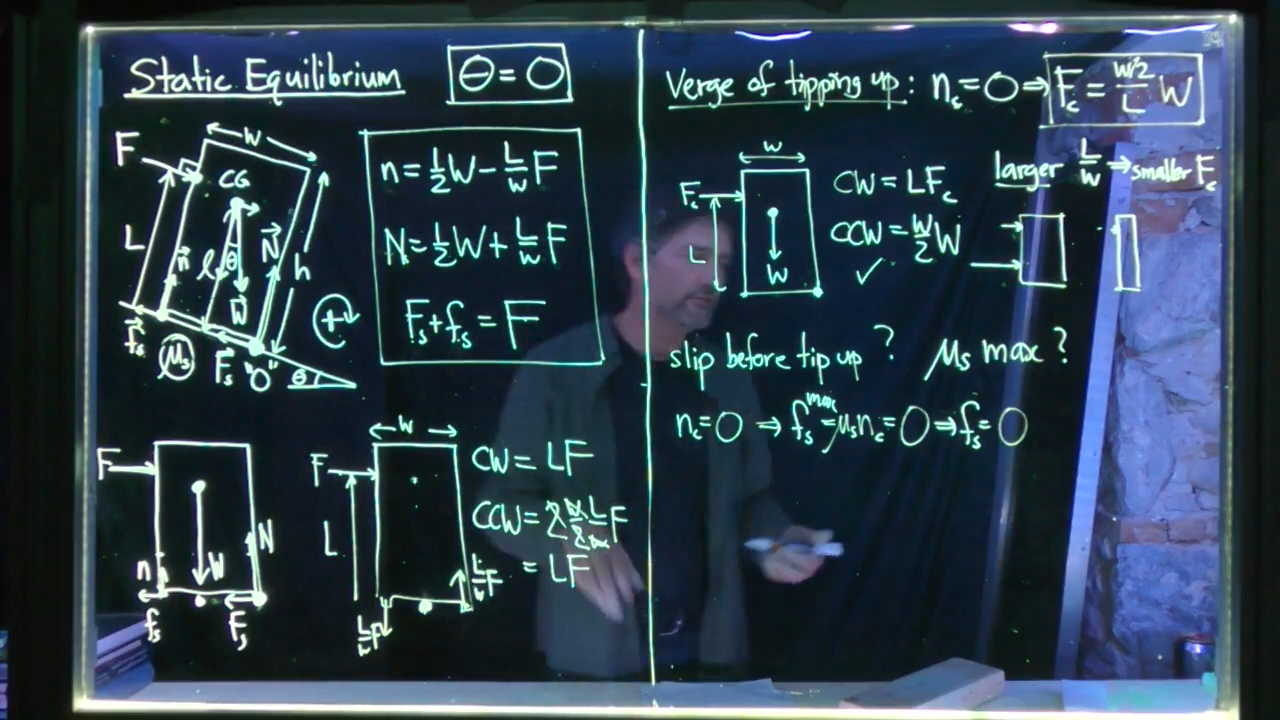 Static Equilibrium
θ = 0
F
w
CG
L
n⃗
ℓ
θ
N⃗
h
W⃗
+
f⃗s
μs
F⃗s
"O"
θ
n = ½W - L/w F
N = ½W + L/w F
Fs + fs = F
F
W
N
n
fs
Fs
w
F
L
CW = LF
CCW = 2 w/2 L/w F
= LF
L/w F
L/w F
Verge of tipping up: nc = 0 ⇒ Fc = w/2/L W
w
Fc
L
W
CW = LFc
CCW = w/2 W
✓
larger L/w → smaller Fc
slip before tip up? μs max?
nc = 0 ⇒ fs max = μs nc = 0 ⇒ fs = 0